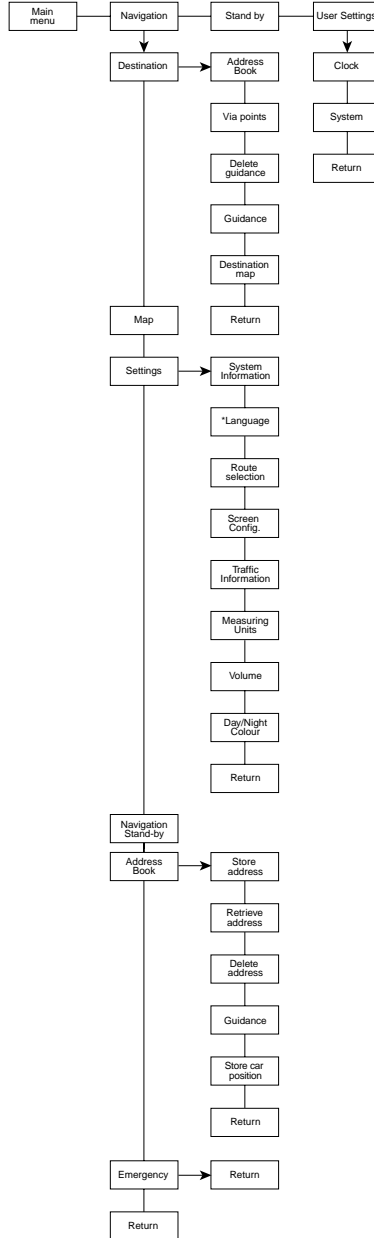 Main
menu
Navigation
Stand by
User Settings
Destination
Address
Book
Clock
Via points
System
Delete
guidance
Return
Guidance
Destination
map
Map
Return
Settings
System
Information
*Language
Route
selection
Screen
Config.
Traffic
Information
Measuring
Units
Volume
Day/Night
Colour
Return
Navigation
Stand-by
Address
Book
Store
address
Retrieve
address
Delete
address
Guidance
Store car
position
Return
Emergency
Return
Return